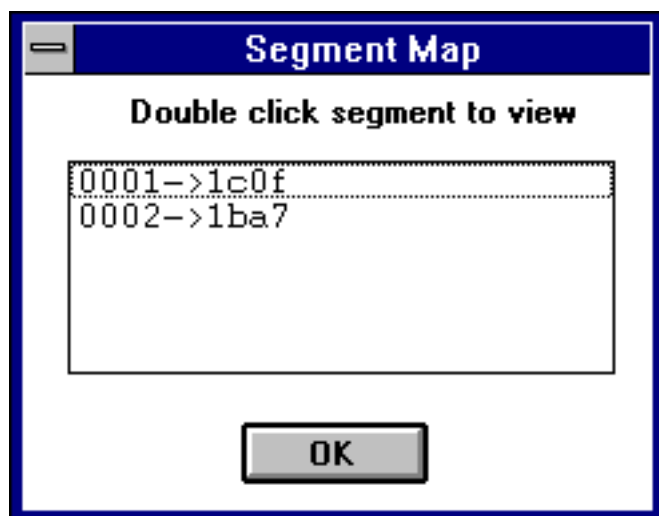 Segment Map
Double click segment to view
0001->1c0f
0002->1ba7
OK